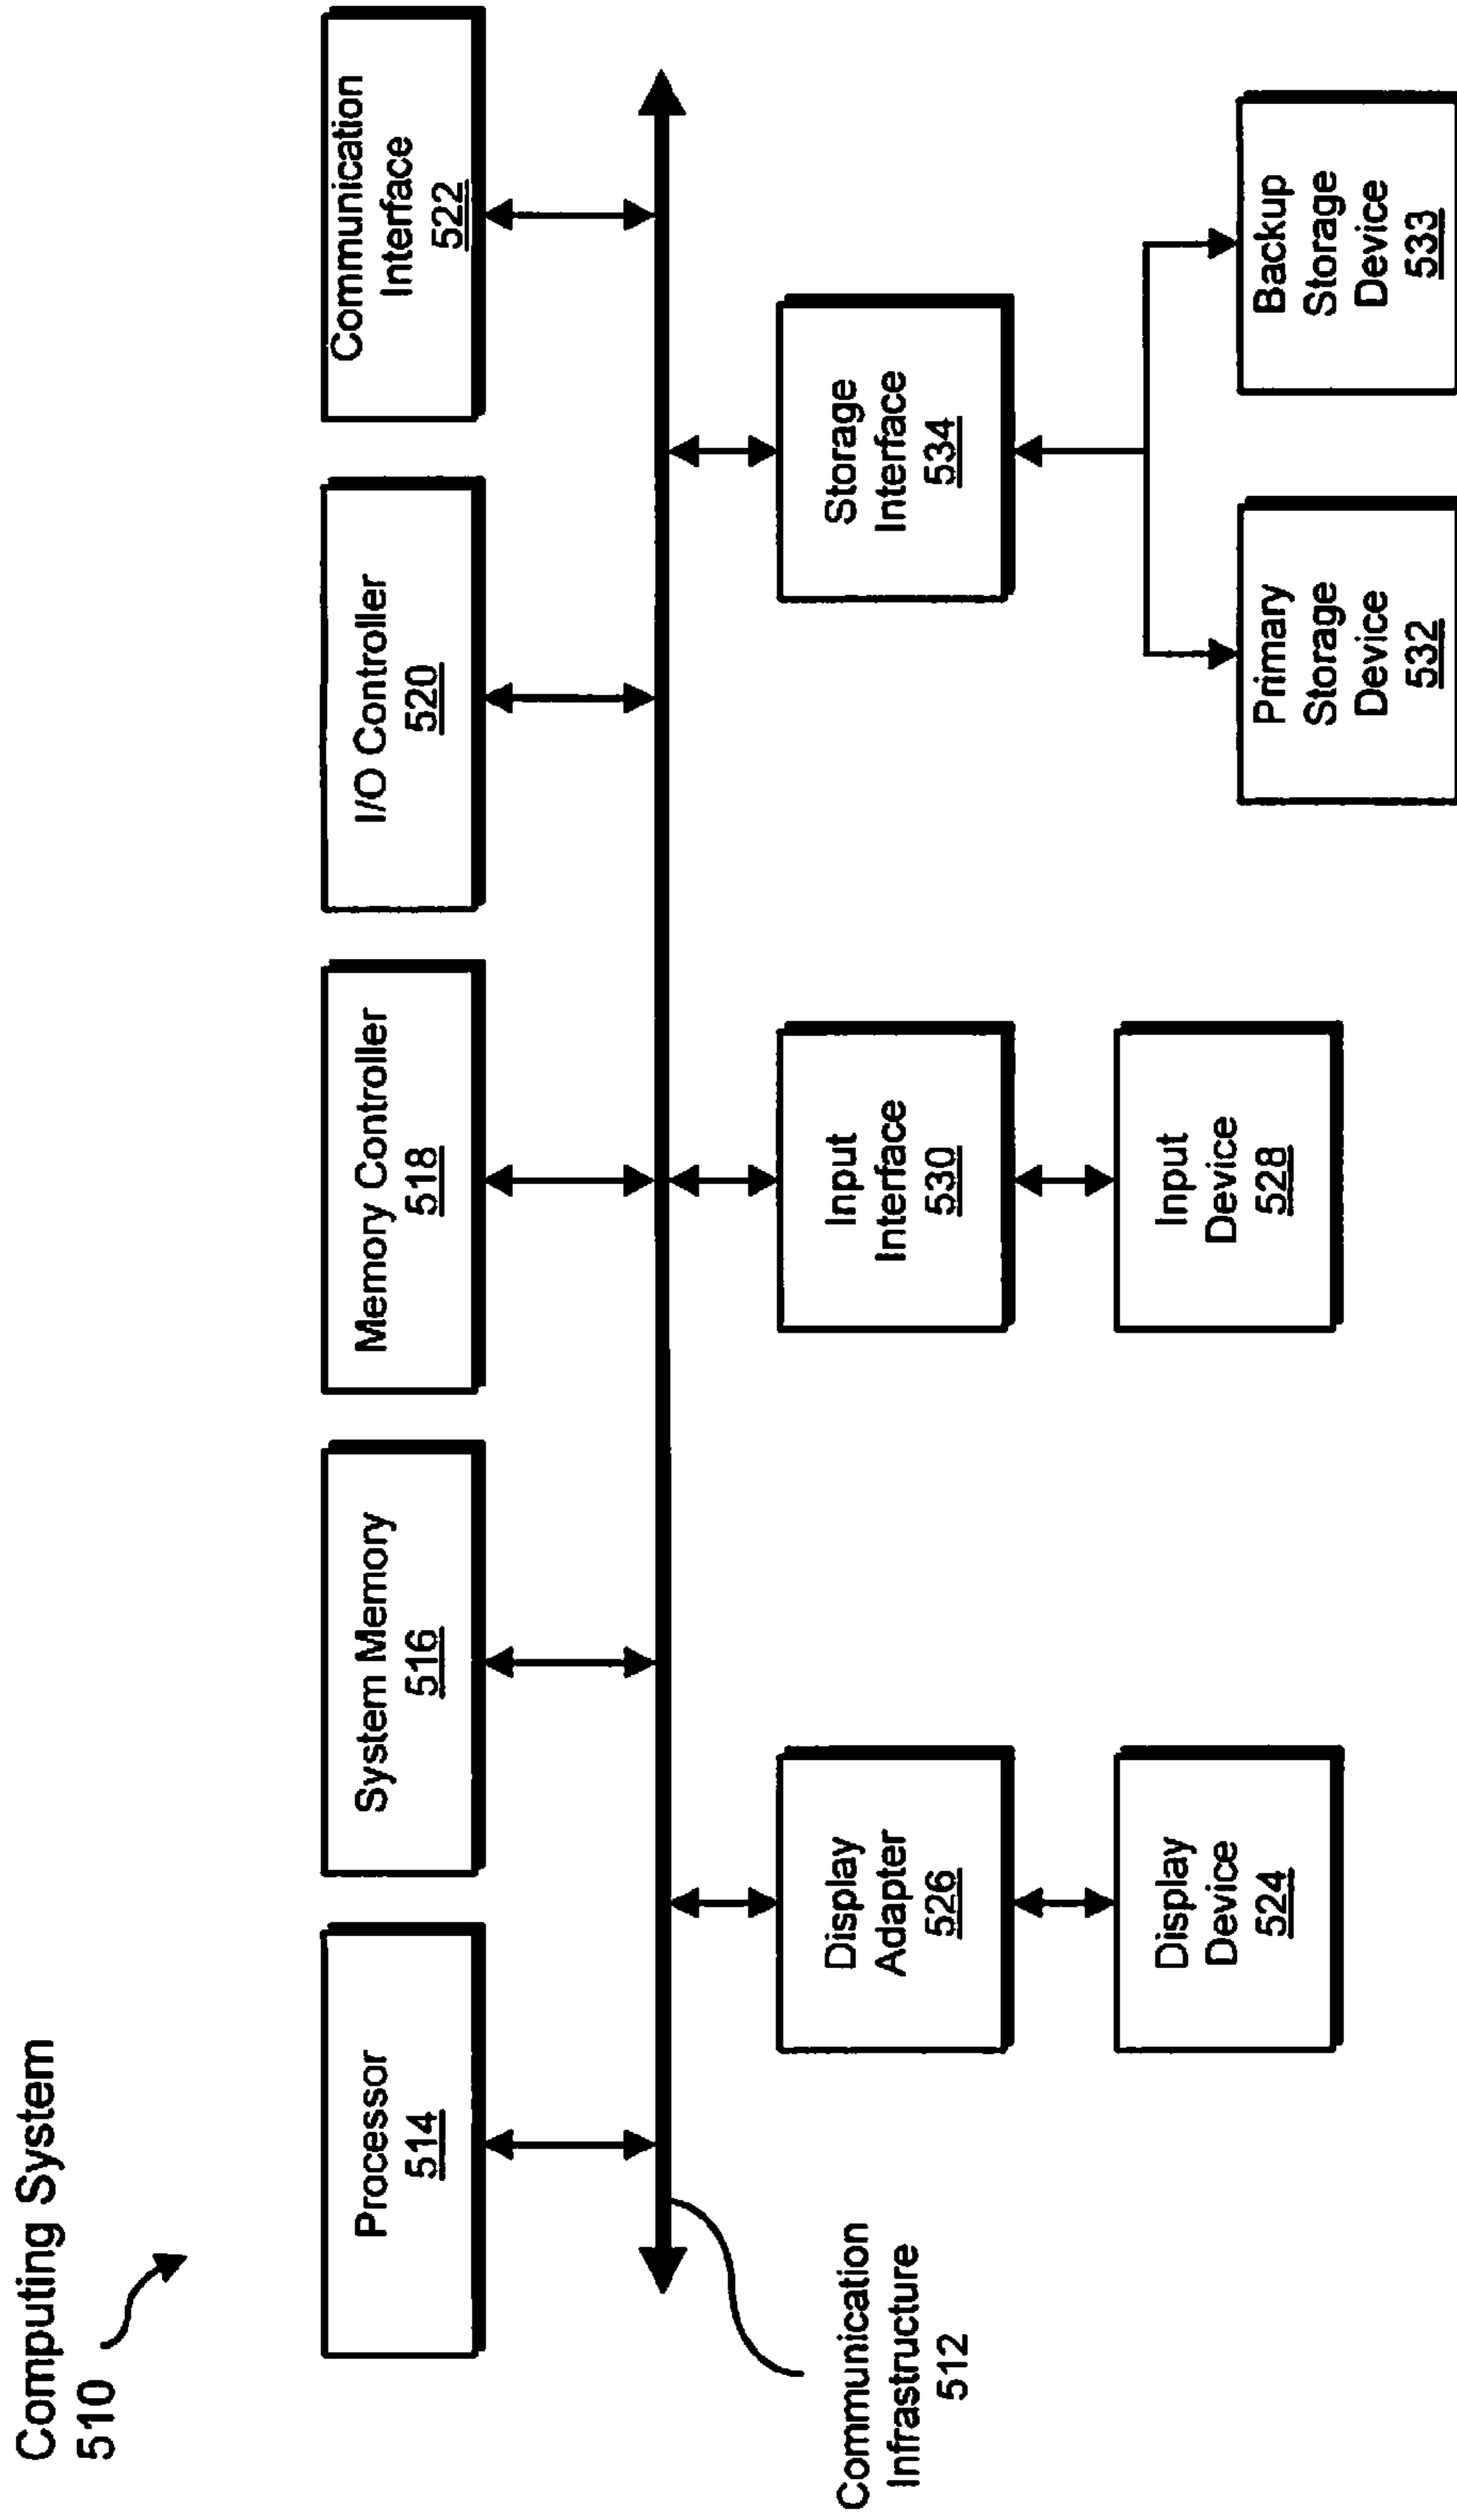 Computing System
510
Processor
514
System Memory
516
Memory Controller
518
I/O Controller
520
Communication
Interface
522
Communication
Infrastructure
512
Display
Adapter
526
Input
Interface
530
Storage
Interface
534
Display
Device
524
Input
Device
528
Primary
Storage
Device
532
Backup
Storage
Device
533